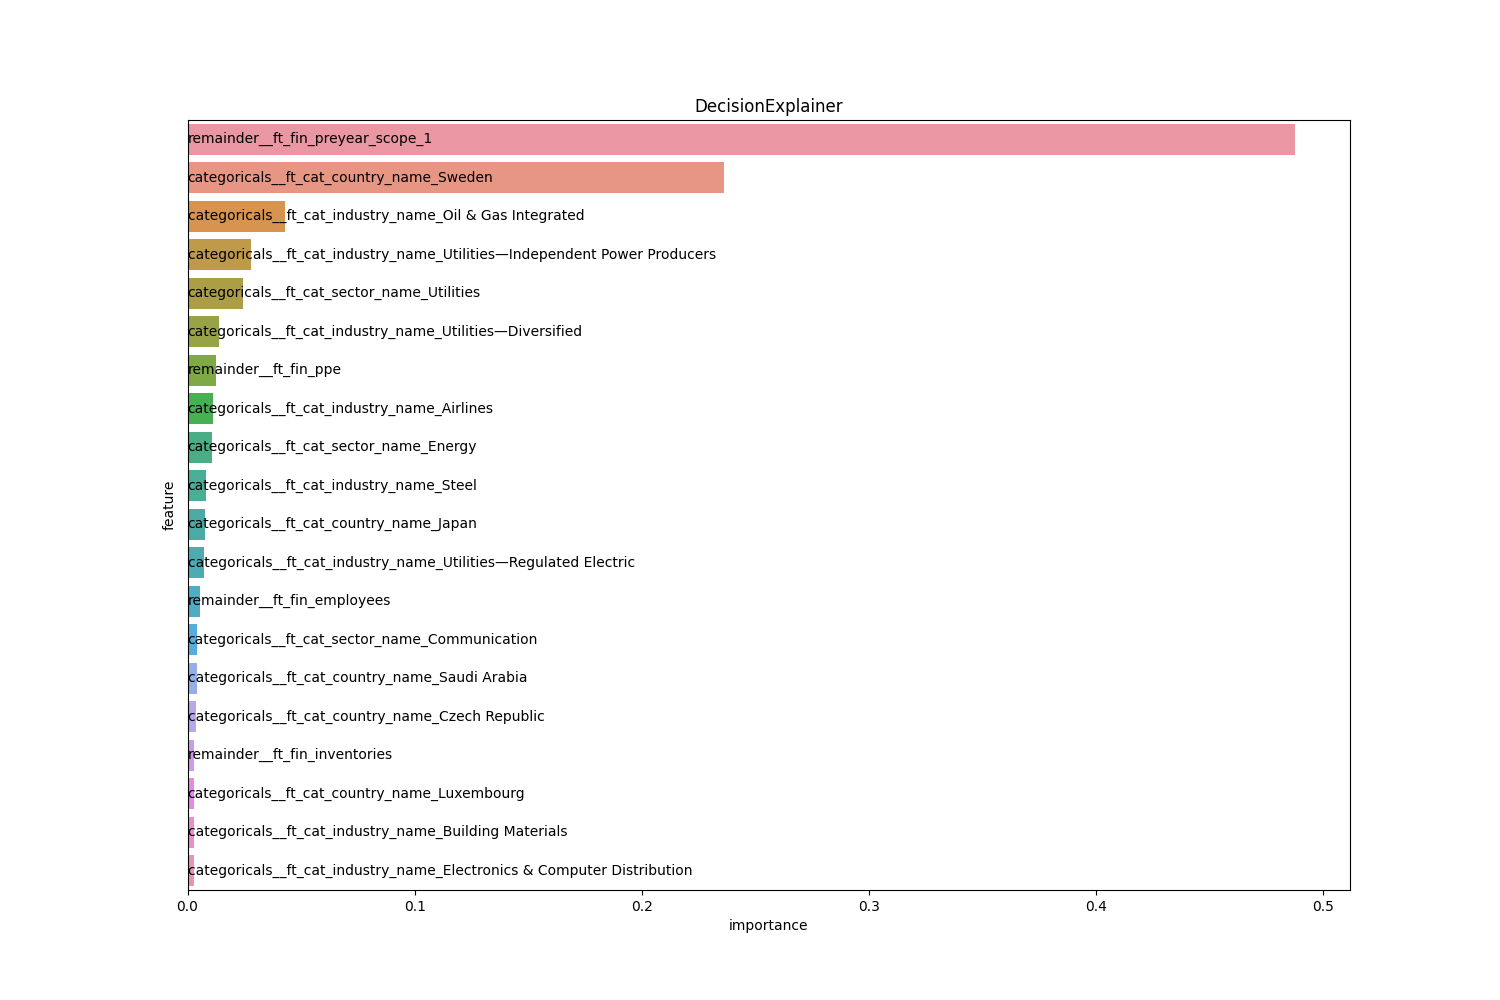 DecisionExplainer
remainder__ft_fin_preyear_scope_1
categoricals__ft_cat_country_name_Sweden
categoricals__ft_cat_industry_name_Oil & Gas Integrated
categoricals__ft_cat_industry_name_Utilities—Independent Power Producers
categoricals__ft_cat_sector_name_Utilities
categoricals__ft_cat_industry_name_Utilities—Diversified
remainder__ft_fin_ppe
categoricals__ft_cat_industry_name_Airlines
categoricals__ft_cat_sector_name_Energy
categoricals__ft_cat_industry_name_Steel
categoricals__ft_cat_country_name_Japan
categoricals__ft_cat_industry_name_Utilities—Regulated Electric
remainder__ft_fin_employees
categoricals__ft_cat_sector_name_Communication
categoricals__ft_cat_country_name_Saudi Arabia
categoricals__ft_cat_country_name_Czech Republic
remainder__ft_fin_inventories
categoricals__ft_cat_country_name_Luxembourg
categoricals__ft_cat_industry_name_Building Materials
categoricals__ft_cat_industry_name_Electronics & Computer Distribution
feature
0.0 0.1 0.2 0.3 0.4 0.5
importance